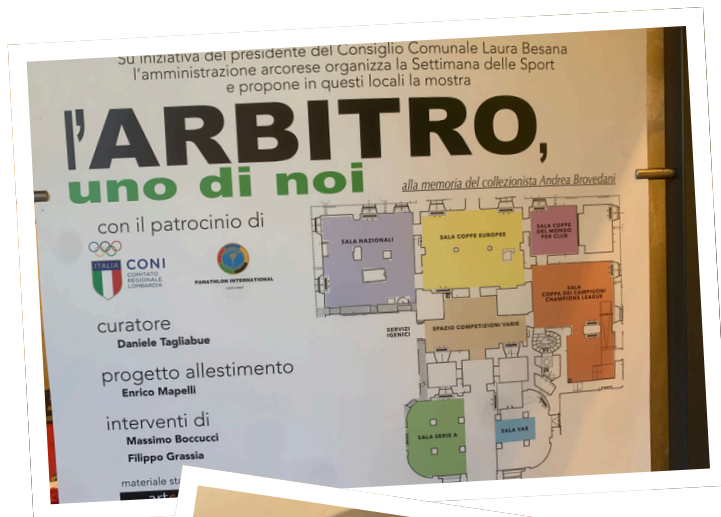 Su iniziativa del presidente del Consiglio Comunale Laura Besana
l'amministrazione arcorese organizza la Settimana delle Sport
e propone in questi locali la mostra
l'ARBITRO,
uno di noi
alla memoria del collezionista Andrea Brovedani
con il patrocinio di
ITALIA
CONI
COMITATO
REGIONALE
LOMBARDIA
PANATHLON INTERNATIONAL
curatore
Daniele Tagliabue
progetto allestimento
Enrico Mapelli
interventi di
Massimo Boccucci
Filippo Grassia
materiale
SALA NAZIONALI
SALA COPPE EUROPEE
SALA COPPE
DEL MONDO
PER CLUB
SALA
COPPA DEI CAMPIONI
CHAMPIONS LEAGUE
SPAZIO COMPETIZIONI VARIE
SERVIZI
IGENICI
SALA SERIE A
SALA VAR